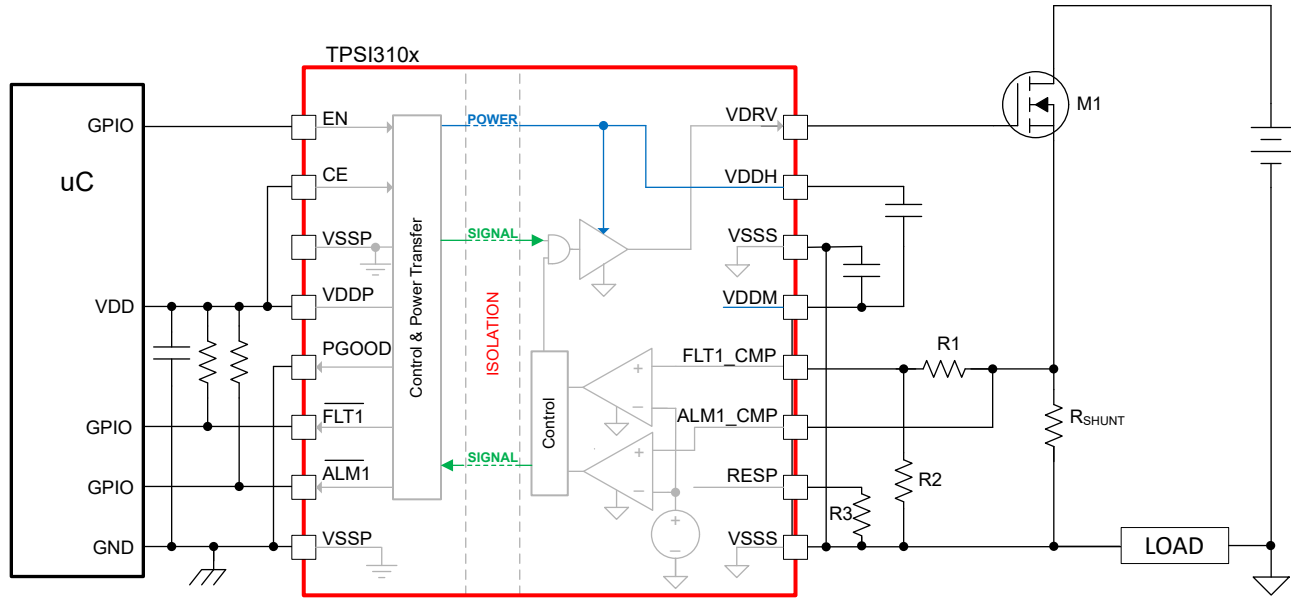 TPSI310x
uC
GPIO
VDD
GPIO
GPIO
GND
EN
CE
VSSP
VDDP
PGOOD
FLT1
ALM1
VSSP
Control & Power Transfer
POWER
SIGNAL
ISOLATION
SIGNAL
Control
+
−
+
−
+
−
VDRV
VDDH
VSSS
VDDM
FLT1_CMP
ALM1_CMP
RESP
VSSS
M1
R1
R2
R3
RSHUNT
LOAD